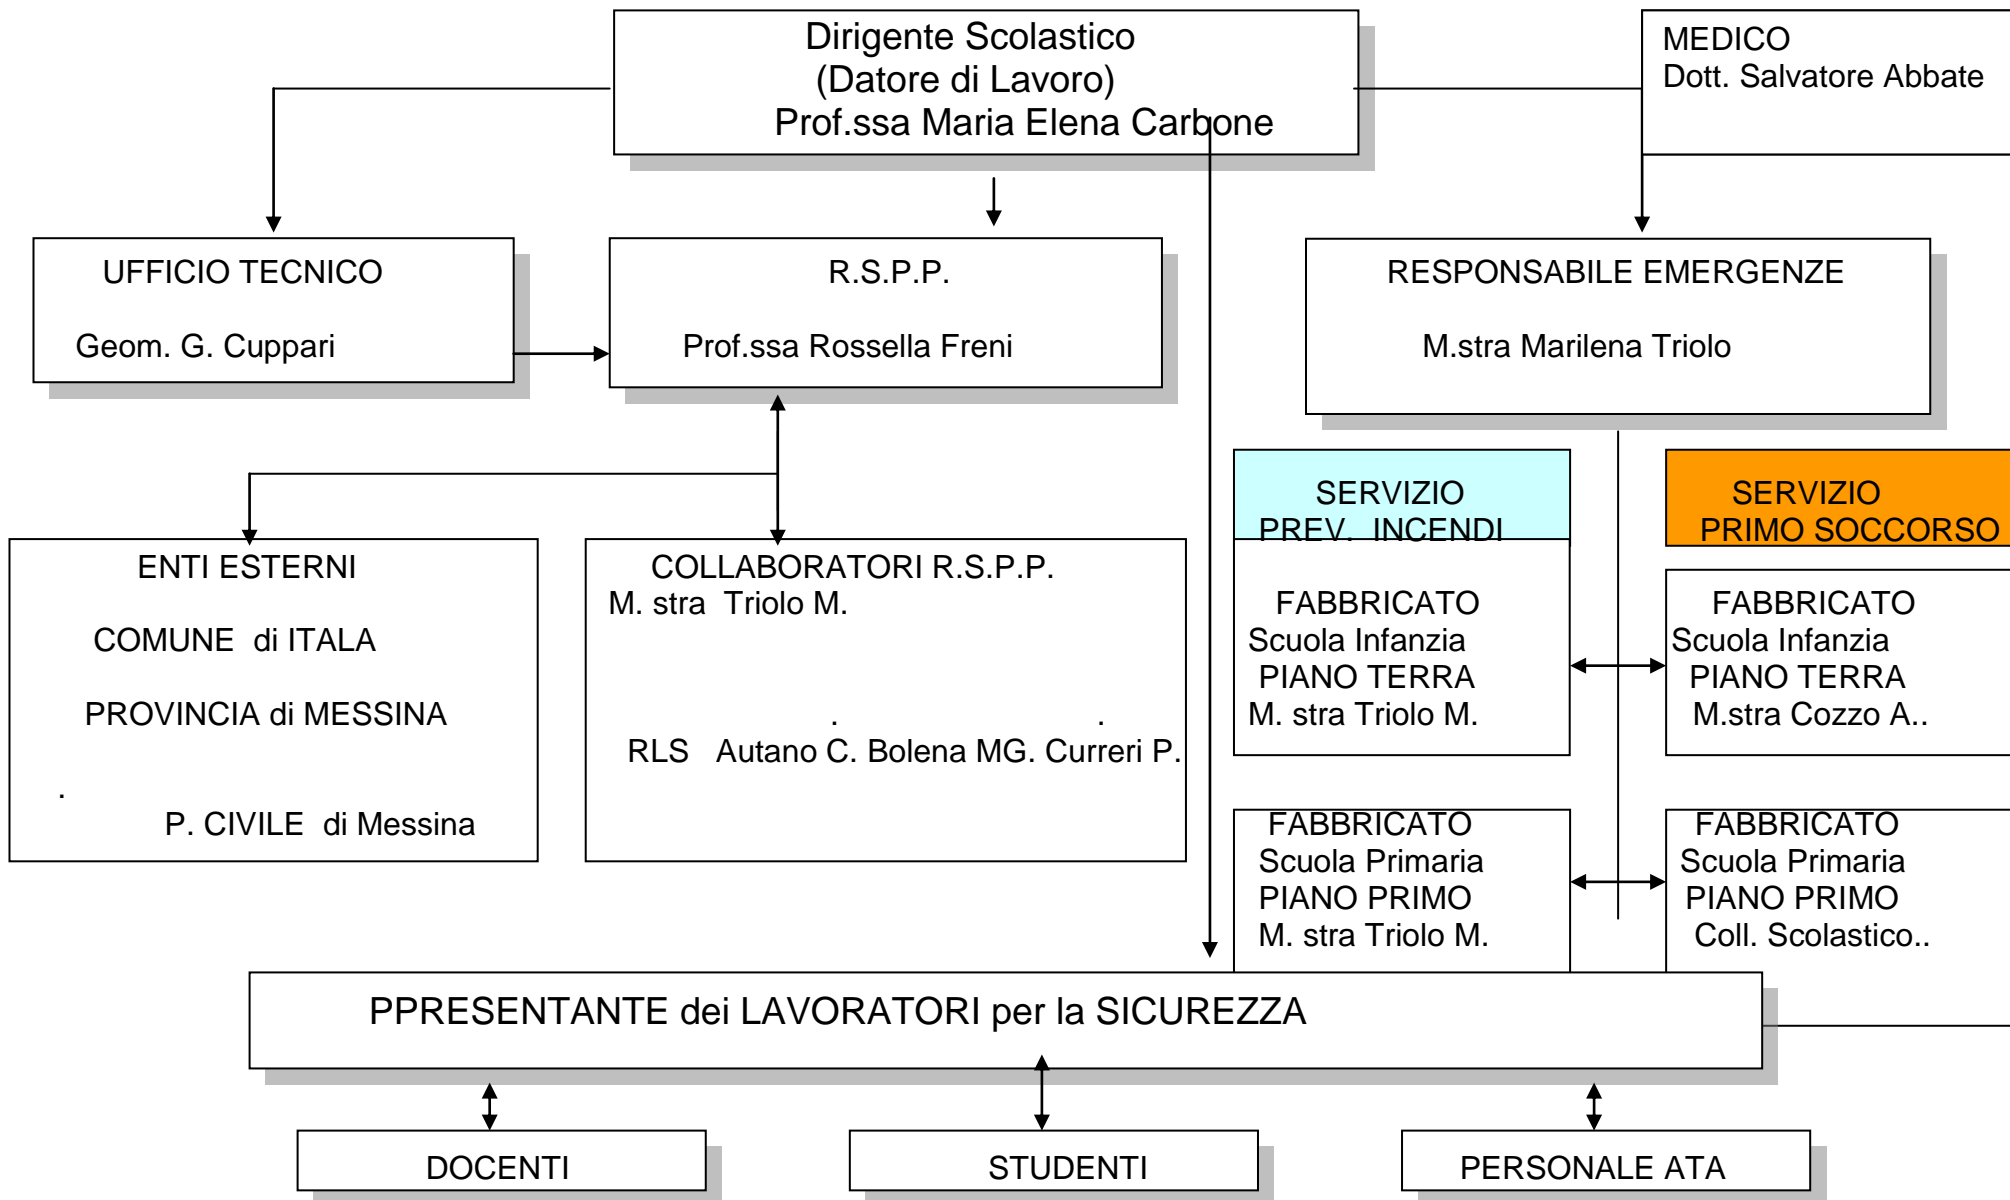 Dirigente Scolastico
(Datore di Lavoro)
Prof.ssa Maria Elena Carbone
MEDICO
Dott. Salvatore Abbate
UFFICIO TECNICO
Geom. G. Cuppari
R.S.P.P.
Prof.ssa Rossella Freni
RESPONSABILE EMERGENZE
M.stra Marilena Triolo
ENTI ESTERNI
COMUNE di ITALA
PROVINCIA di MESSINA
.
P. CIVILE di Messina
COLLABORATORI R.S.P.P.
M. stra Triolo M.
. .
RLS Autano C. Bolena MG. Curreri P.
SERVIZIO
PREV. INCENDI
FABBRICATO
Scuola Infanzia
PIANO TERRA
M. stra Triolo M.
FABBRICATO
Scuola Primaria
PIANO PRIMO
M. stra Triolo M.
SERVIZIO
PRIMO SOCCORSO
FABBRICATO
Scuola Infanzia
PIANO TERRA
M.stra Cozzo A..
FABBRICATO
Scuola Primaria
PIANO PRIMO
Coll. Scolastico..
PPRESENTANTE dei LAVORATORI per la SICUREZZA
DOCENTI
STUDENTI
PERSONALE ATA